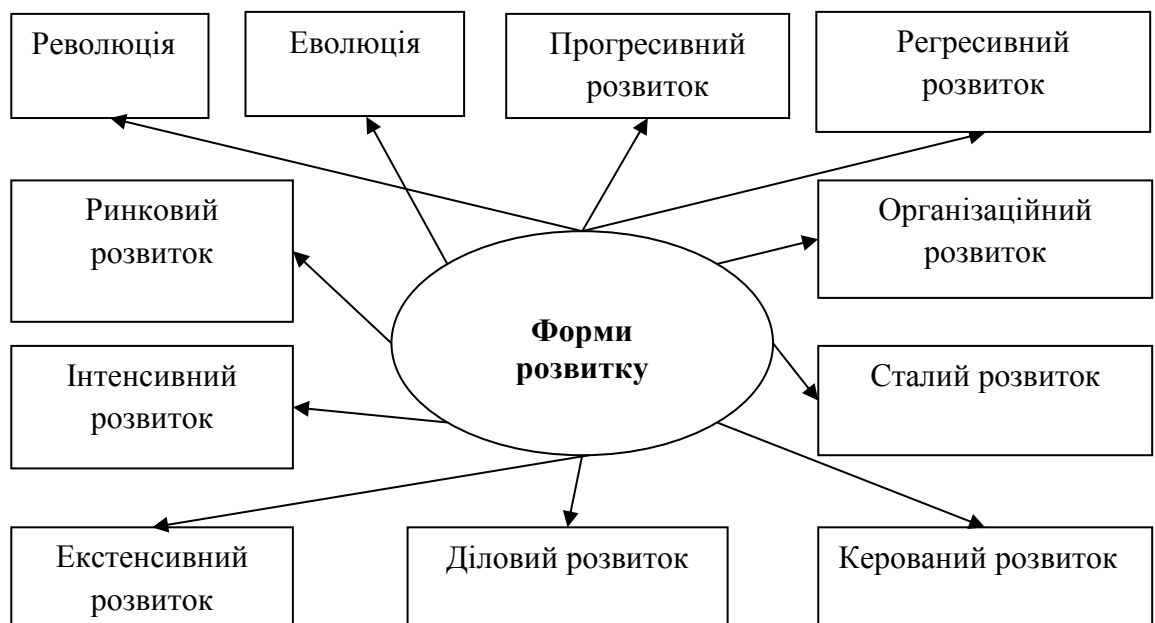 Революція
Еволюція
Прогресивний
розвиток
Регресивний
розвиток
Ринковий
розвиток
Організаційний
розвиток
Форми
розвитку
Інтенсивний
розвиток
Сталий розвиток
Екстенсивний
розвиток
Діловий розвиток
Керований розвиток